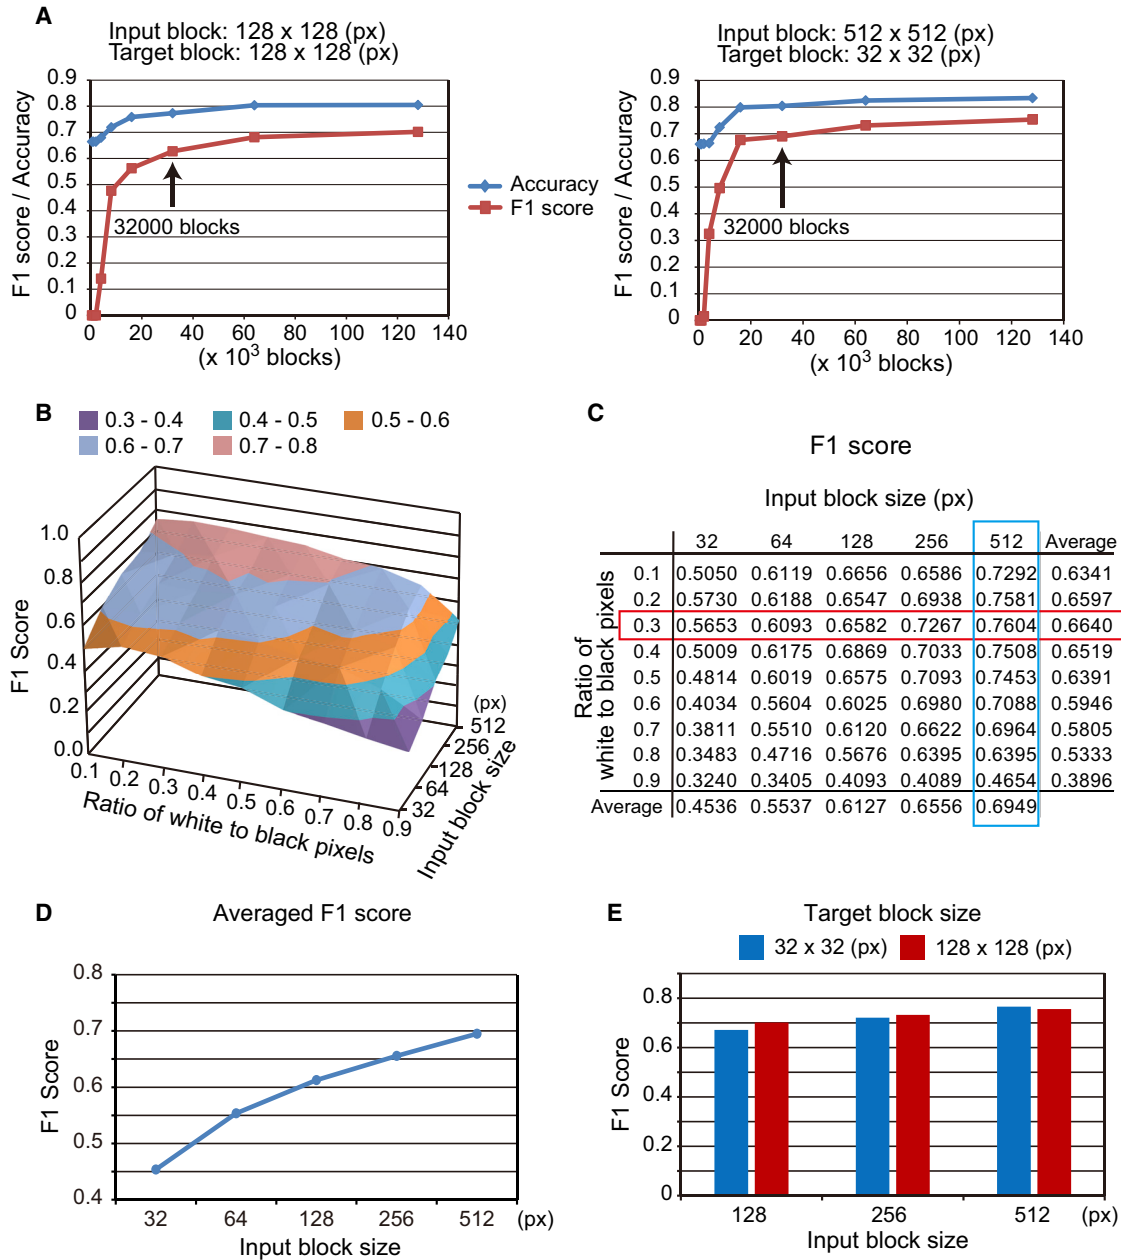 A
Input block: 128 x 128 (px)
Target block: 128 x 128 (px)
F1 score / Accuracy
0.9
0.8
0.7
0.6
0.5
0.4
0.3
0.2
0.1
0
32000 blocks
0 20 40 60 80 100 120 140
(x 10³ blocks)
Accuracy
F1 score
Input block: 512 x 512 (px)
Target block: 32 x 32 (px)
F1 score / Accuracy
0.9
0.8
0.7
0.6
0.5
0.4
0.3
0.2
0.1
0
32000 blocks
0 20 40 60 80 100 120 140
(x 10³ blocks)
B
0.3 - 0.4 0.4 - 0.5 0.5 - 0.6
0.6 - 0.7 0.7 - 0.8
F1 Score
1.0
0.8
0.6
0.4
0.2
0.0
0.1 0.2 0.3 0.4 0.5 0.6 0.7 0.8 0.9
Ratio of white to black pixels
(px)
512
256
128
64
32
Input block size
C
F1 score
Input block size (px)
Ratio of
white to black pixels
32 64 128 256 512 Average
0.1 0.5050 0.6119 0.6656 0.6586 0.7292 0.6341
0.2 0.5730 0.6188 0.6547 0.6938 0.7581 0.6597
0.3 0.5653 0.6093 0.6582 0.7267 0.7604 0.6640
0.4 0.5009 0.6175 0.6869 0.7033 0.7508 0.6519
0.5 0.4814 0.6019 0.6575 0.7093 0.7453 0.6391
0.6 0.4034 0.5604 0.6025 0.6980 0.7088 0.5946
0.7 0.3811 0.5510 0.6120 0.6622 0.6964 0.5805
0.8 0.3483 0.4716 0.5676 0.6395 0.6395 0.5333
0.9 0.3240 0.3405 0.4093 0.4089 0.4654 0.3896
Average 0.4536 0.5537 0.6127 0.6556 0.6949
D
Averaged F1 score
F1 Score
0.8
0.7
0.6
0.5
0.4
32 64 128 256 512 (px)
Input block size
E
Target block size
32 x 32 (px) 128 x 128 (px)
F1 Score
0.8
0.6
0.4
0.2
0
128 256 512 (px)
Input block size